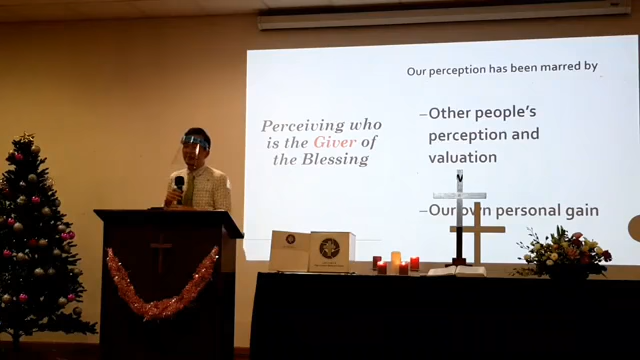 Our perception has been marred by
Perceiving who
is the Giver of
the Blessing
–Other people's
perception and
valuation
–Our own personal gain